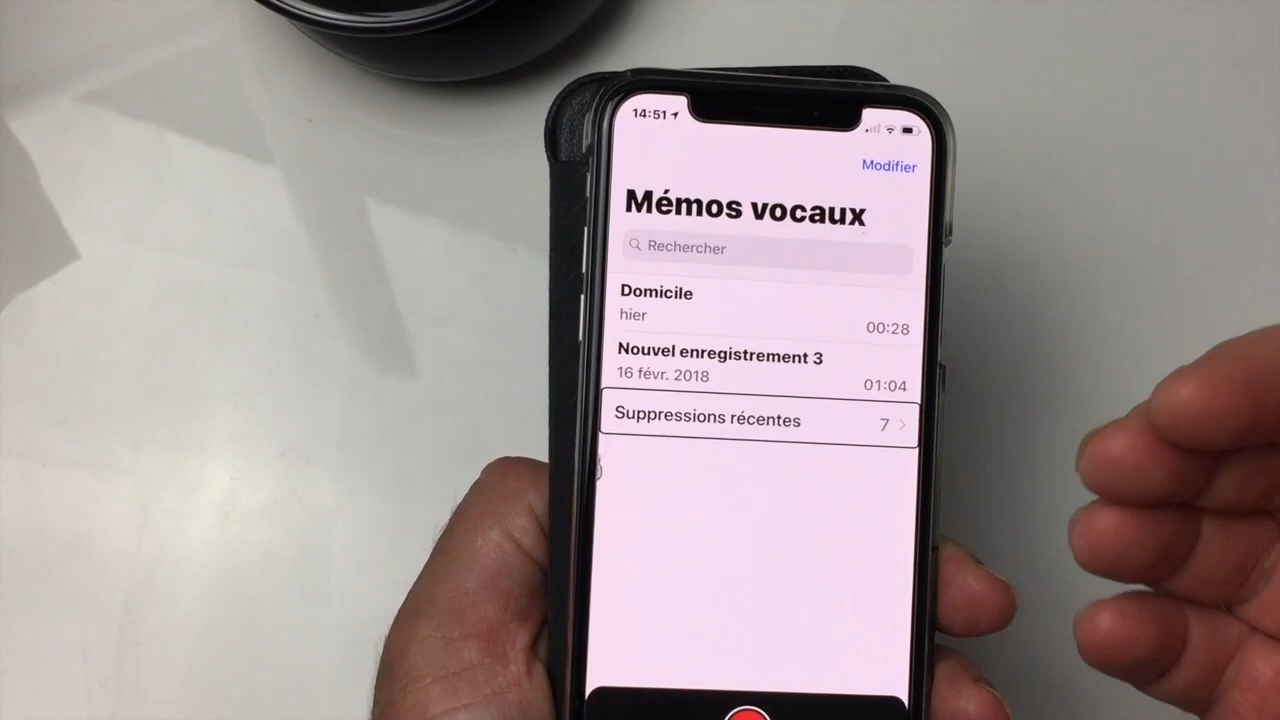 14:51
Modifier
Mémos vocaux
Rechercher
Domicile
hier
00:28
Nouvel enregistrement 3
16 févr. 2018
01:04
Suppressions récentes
7